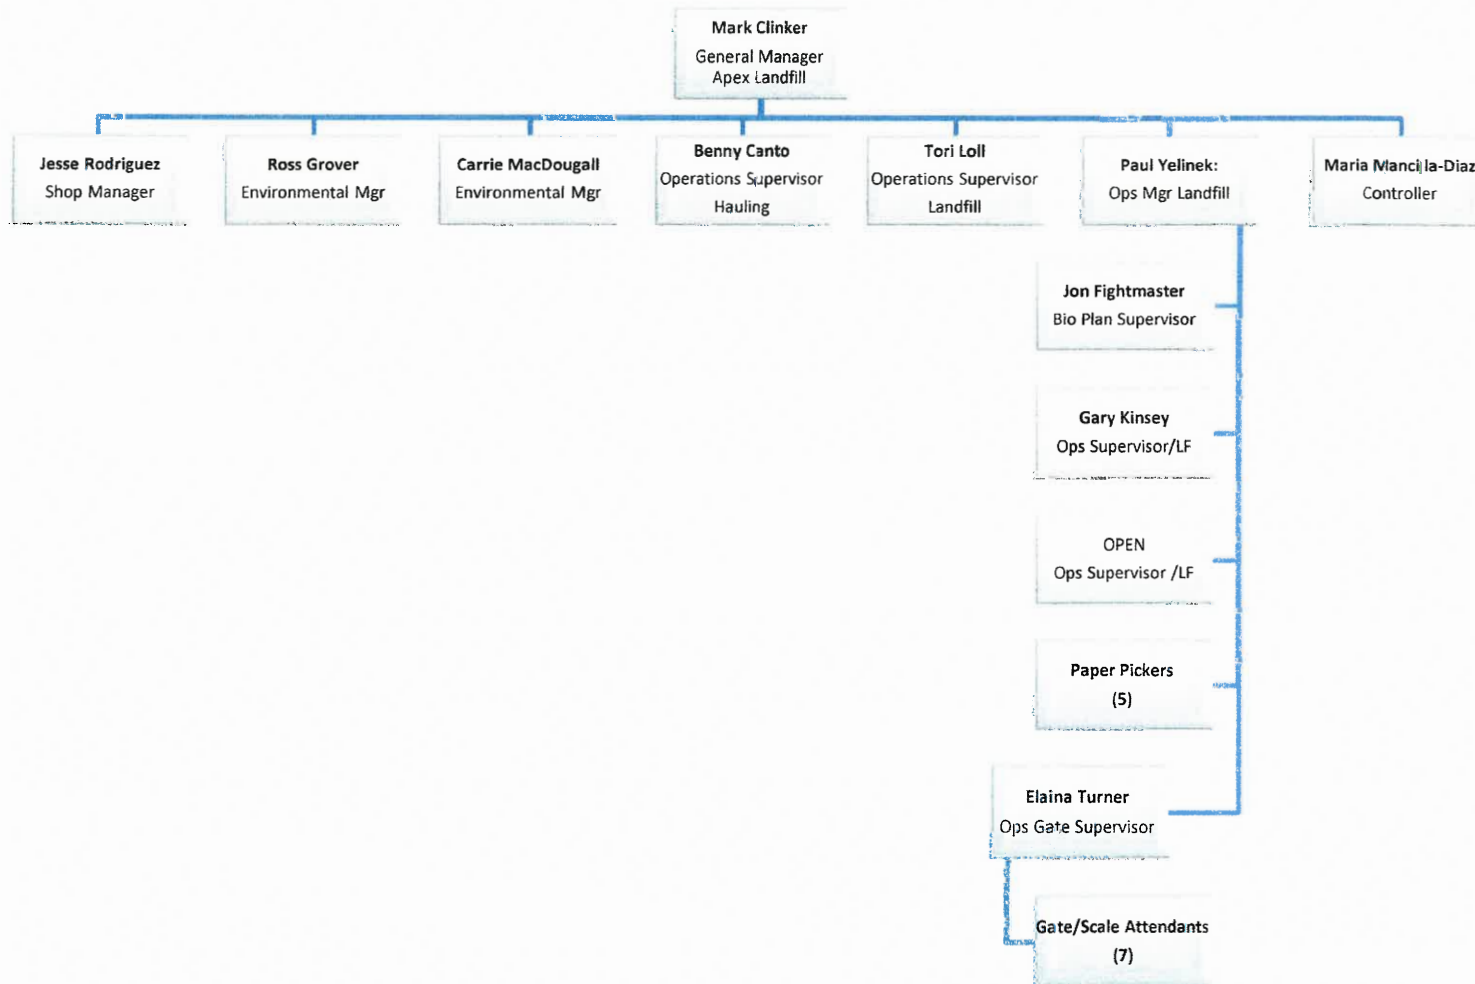 Mark Clinker
General Manager
Apex Landfill
Jesse Rodriguez
Shop Manager
Ross Grover
Environmental Mgr
Carrie MacDougall
Environmental Mgr
Benny Canto
Operations Supervisor
Hauling
Tori Loll
Operations Supervisor
Landfill
Paul Yelinek:
Ops Mgr Landfill
Maria Mancilla-Diaz
Controller
Jon Fightmaster
Bio Plan Supervisor
Gary Kinsey
Ops Supervisor/LF
OPEN
Ops Supervisor /LF
Paper Pickers
(5)
Elaina Turner
Ops Gate Supervisor
Gate/Scale Attendants
(7)